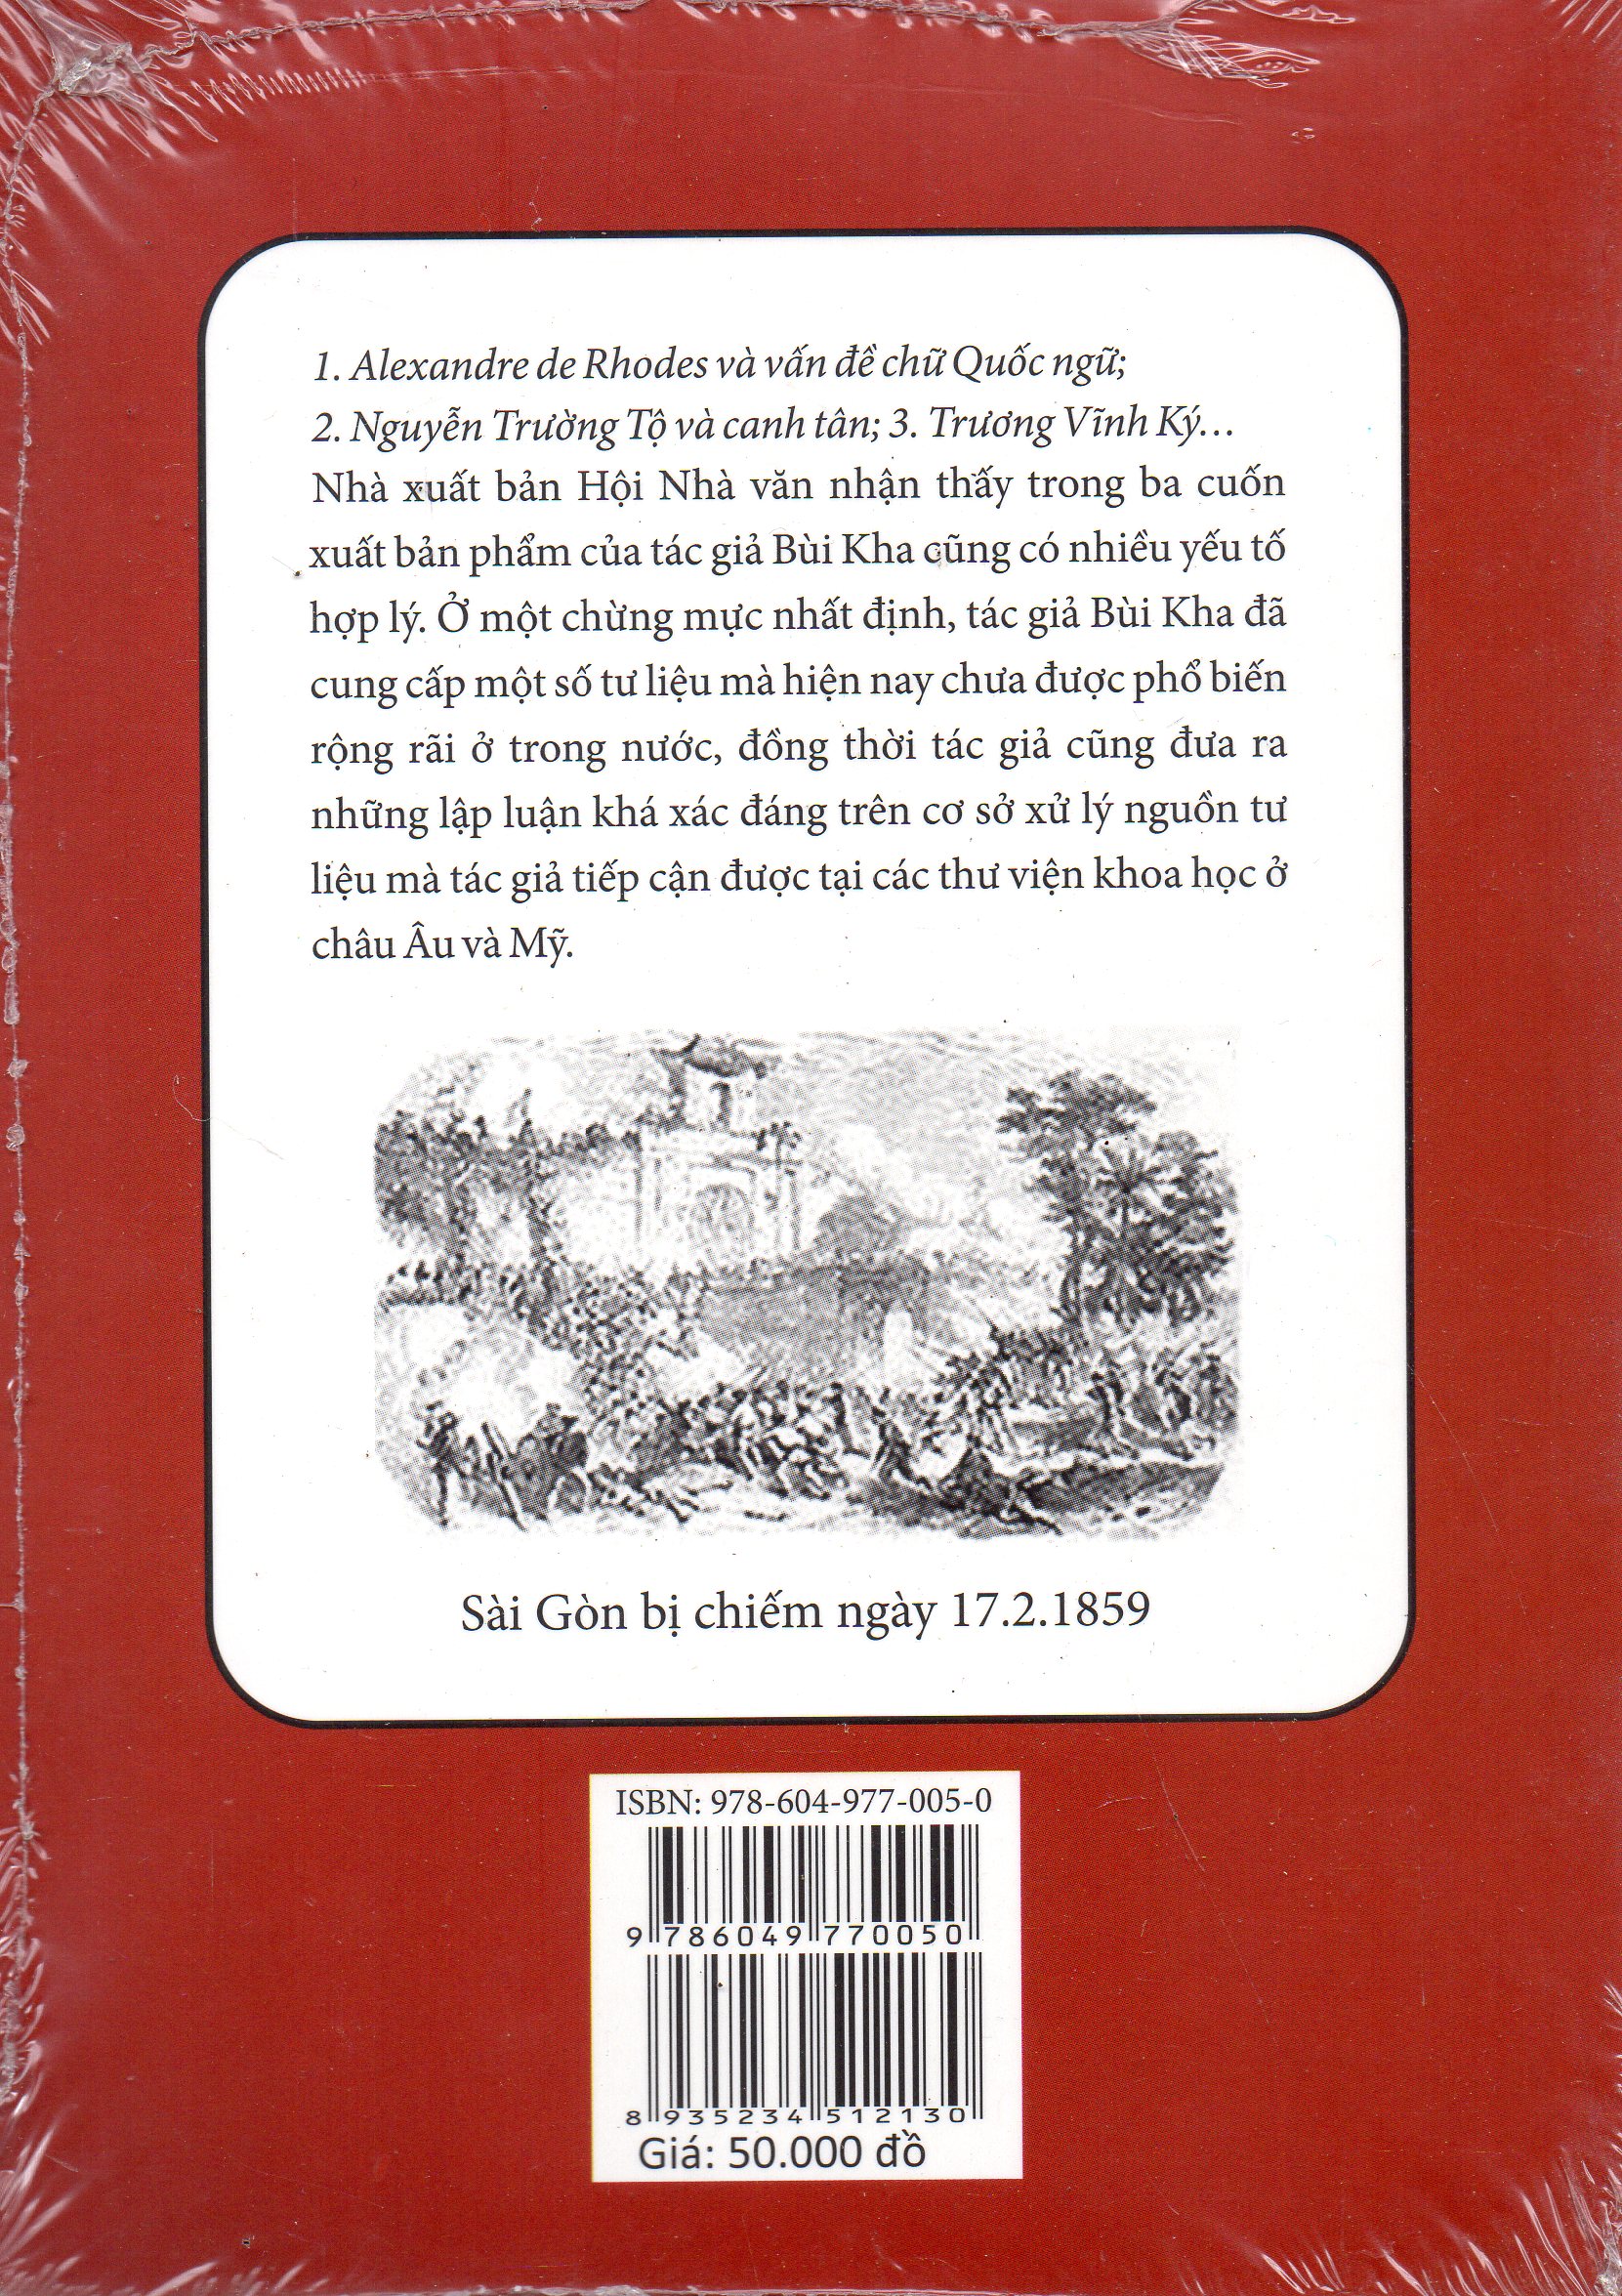 1. Alexandre de Rhodes và vấn đề chữ Quốc ngữ;
2. Nguyễn Trường Tộ và canh tân; 3. Trương Vĩnh Ký…
Nhà xuất bản Hội Nhà văn nhận thấy trong ba cuốn
xuất bản phẩm của tác giả Bùi Kha cũng có nhiều yếu tố
hợp lý. Ở một chừng mực nhất định, tác giả Bùi Kha đã
cung cấp một số tư liệu mà hiện nay chưa được phổ biến
rộng rãi ở trong nước, đồng thời tác giả cũng đưa ra
những lập luận khá xác đáng trên cơ sở xử lý nguồn tư
liệu mà tác giả tiếp cận được tại các thư viện khoa học ở
châu Âu và Mỹ.
Sài Gòn bị chiếm ngày 17.2.1859
ISBN: 978-604-977-005-0
9 786049 770050
8 935234 512130
Giá: 50.000 đồ